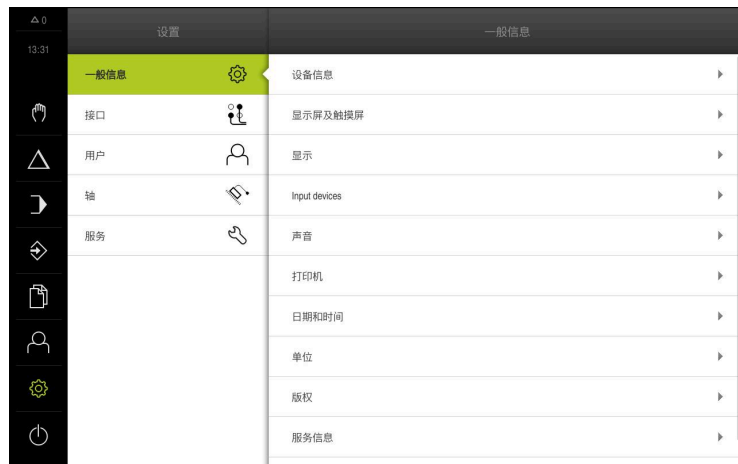 0
13:31
设置
一般信息
一般信息
接口
用户
轴
服务
设备信息
显示屏及触摸屏
显示
Input devices
声音
打印机
日期和时间
单位
版权
服务信息